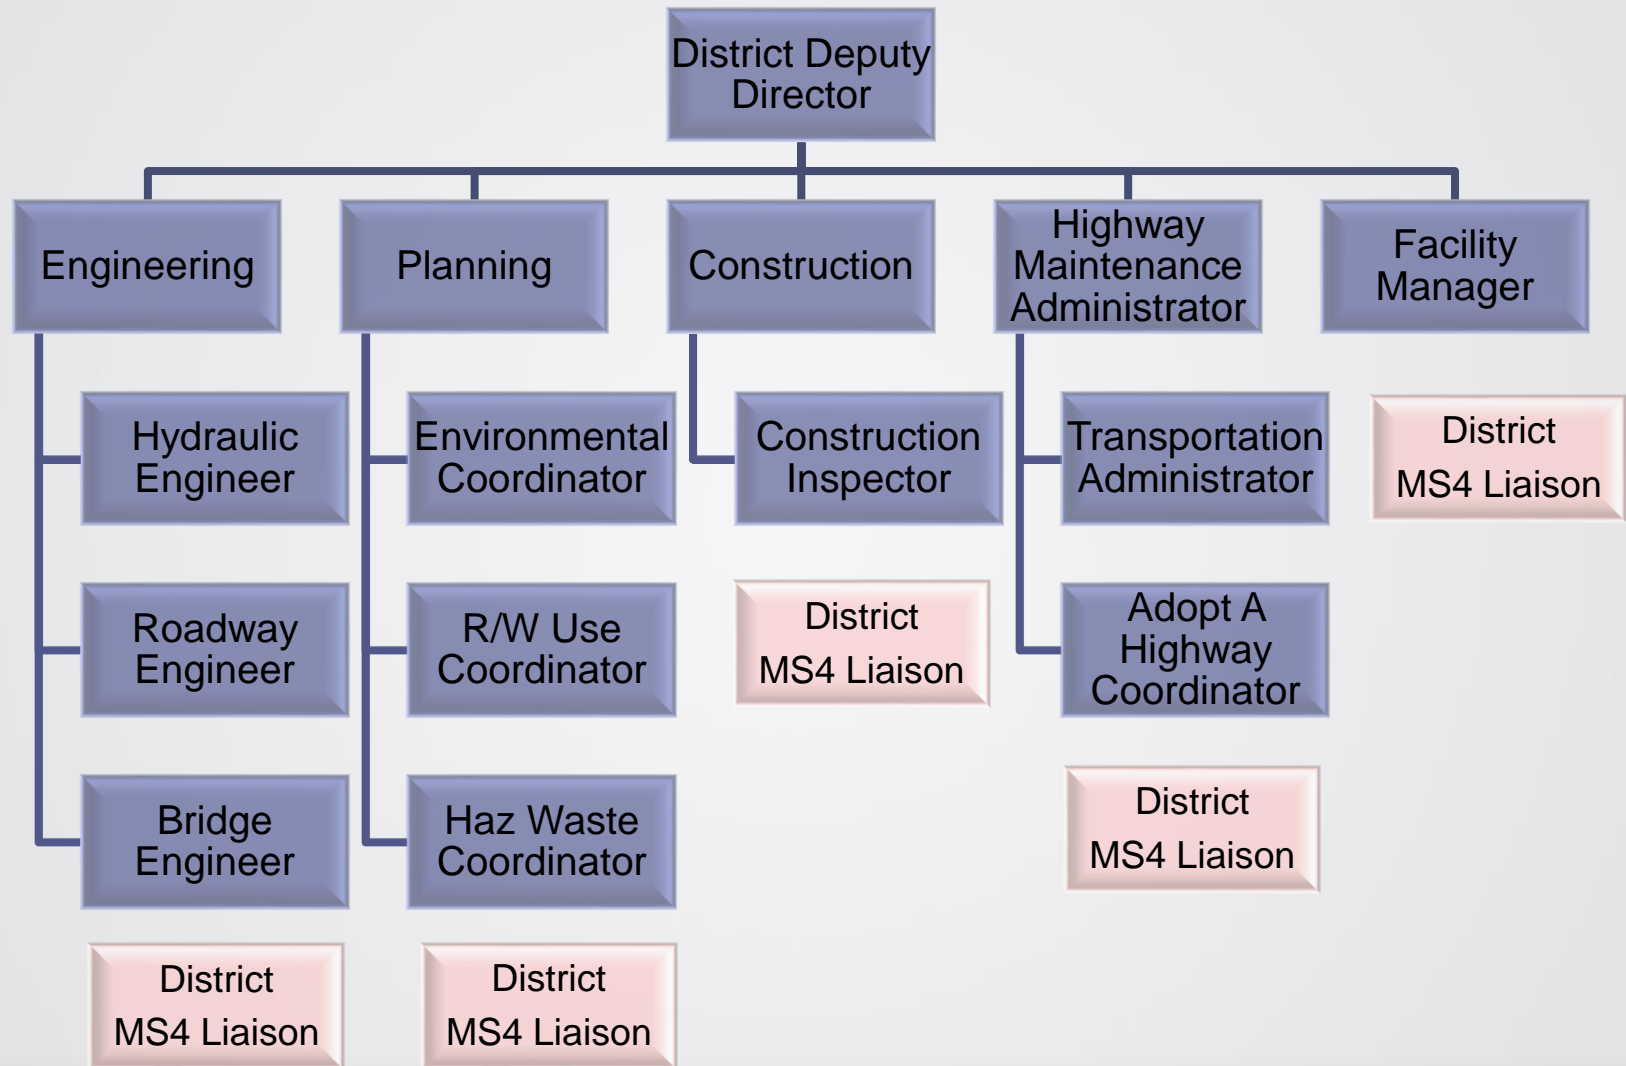 District Deputy
Director
Engineering
Planning
Construction
Highway
Maintenance
Administrator
Facility
Manager
Hydraulic
Engineer
Roadway
Engineer
Bridge
Engineer
District
MS4 Liaison
Environmental
Coordinator
R/W Use
Coordinator
Haz Waste
Coordinator
District
MS4 Liaison
Construction
Inspector
District
MS4 Liaison
Transportation
Administrator
Adopt A
Highway
Coordinator
District
MS4 Liaison
District
MS4 Liaison